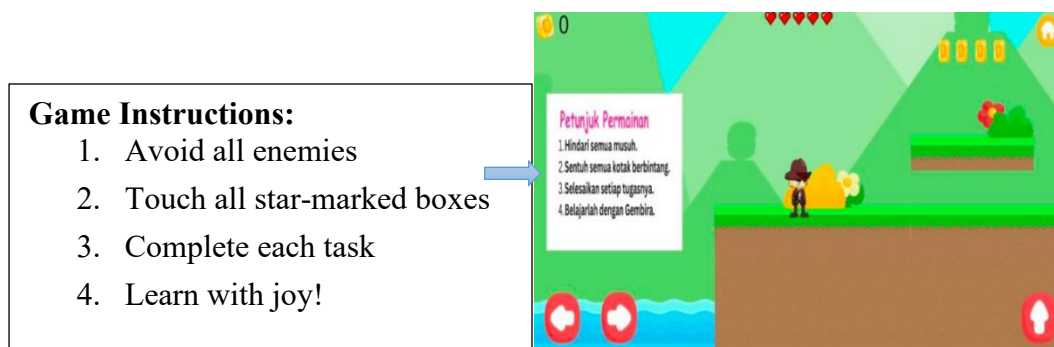 Game Instructions:
1. Avoid all enemies
2. Touch all star-marked boxes
3. Complete each task
4. Learn with joy!
0
Petunjuk Permainan
1.Hindari semua musuh.
2.Sentuh semua kotak berbintang.
3.Selesaikan setiap tugasnya.
4.Belajarlah dengan Gembira.